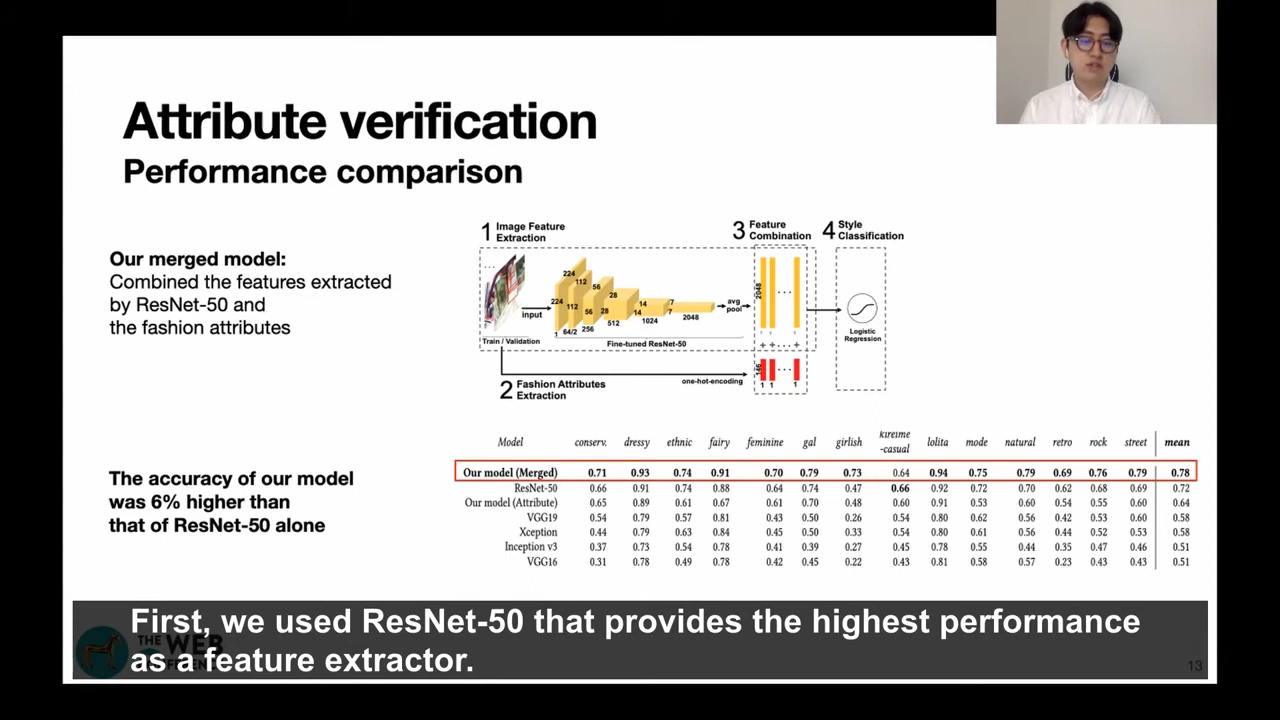 Attribute verification
Performance comparison
Our merged model:
Combined the features extracted
by ResNet-50 and
the fashion attributes
The accuracy of our model
was 6% higher than
that of ResNet-50 alone
1 Image Feature
Extraction
3 Feature
Combination
4 Style
Classification
224
112
56
28
14
7
224
112
56
28
14
7
1
64/2
256
512
1024
2048
input
avg
pool
2048
Train / Validation
Fine-tuned ResNet-50
Logistic
Regression
2 Fashion Attributes
Extraction
one-hot-encoding
146
1 1 1
Model conserv. dressy ethnic fairy feminine gal girlish kireime-casual lolita mode natural retro rock street mean
Our model (Merged) 0.71 0.93 0.74 0.91 0.70 0.79 0.73 0.64 0.94 0.75 0.79 0.69 0.76 0.79 0.78
ResNet-50 0.66 0.91 0.74 0.88 0.64 0.74 0.47 0.66 0.92 0.72 0.70 0.62 0.68 0.69 0.72
Our model (Attribute) 0.65 0.89 0.61 0.67 0.61 0.70 0.48 0.60 0.91 0.53 0.60 0.54 0.55 0.60 0.64
VGG19 0.54 0.79 0.57 0.81 0.43 0.50 0.26 0.54 0.80 0.62 0.56 0.42 0.53 0.60 0.58
Xception 0.44 0.79 0.63 0.84 0.45 0.50 0.33 0.54 0.80 0.61 0.56 0.44 0.52 0.53 0.58
Inception v3 0.37 0.73 0.54 0.78 0.41 0.39 0.27 0.45 0.78 0.55 0.44 0.35 0.47 0.46 0.51
VGG16 0.31 0.78 0.49 0.78 0.42 0.45 0.22 0.43 0.81 0.58 0.57 0.23 0.43 0.43 0.51
First, we used ResNet-50 that provides the highest performance
as a feature extractor.
THE WEB
13